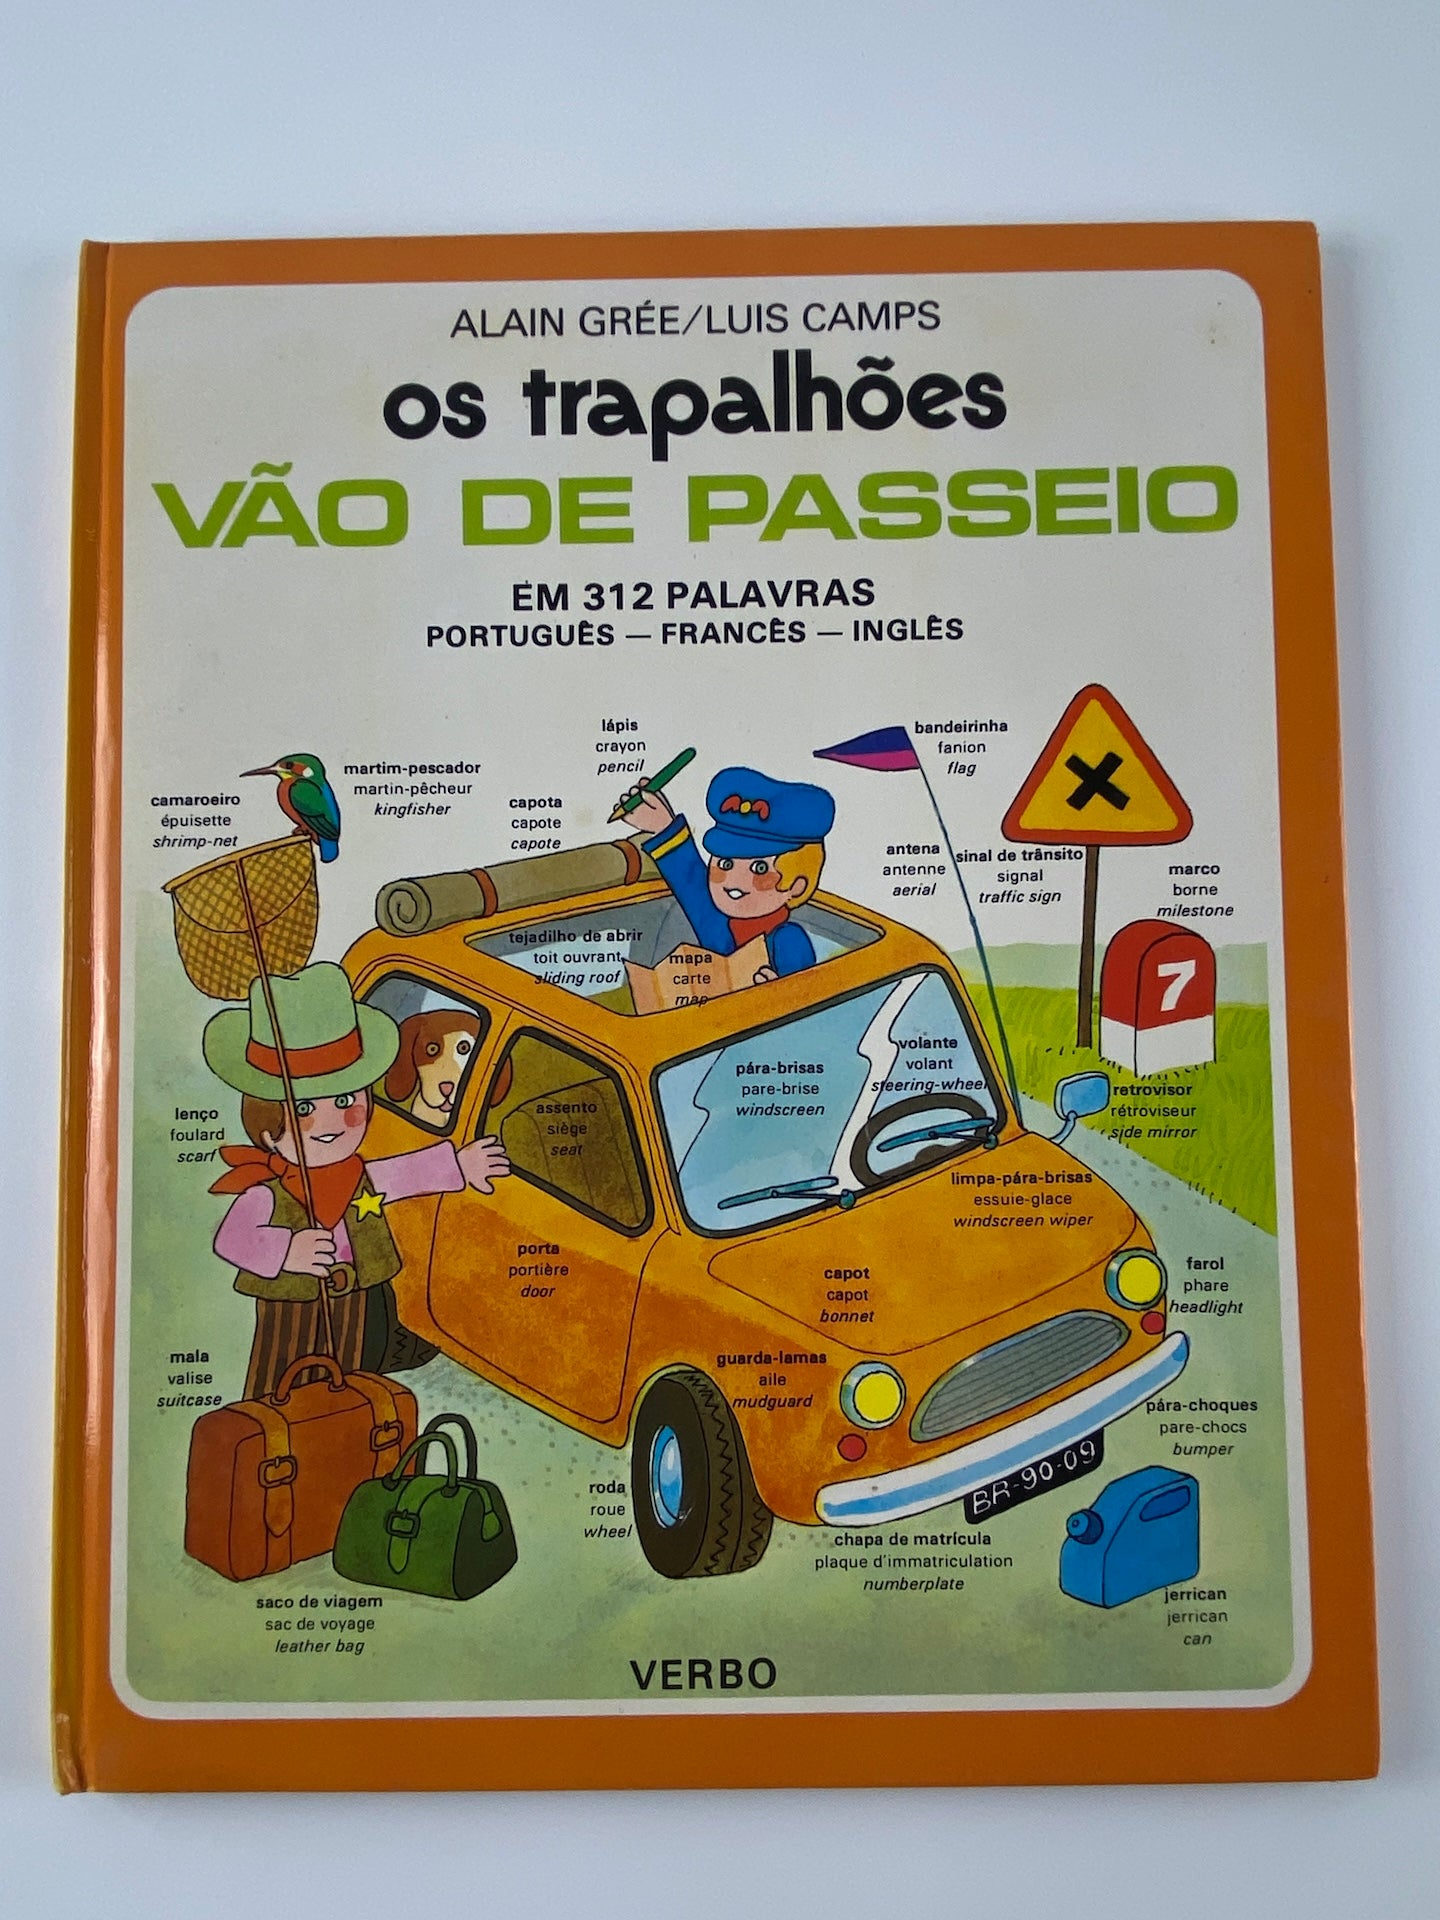 ALAIN GRÉE/LUIS CAMPS
os trapalhões
VÃO DE PASSEIO
EM 312 PALAVRAS
PORTUGUÊS — FRANCÊS — INGLÊS
lápis
crayon
pencil
bandeirinha
fanion
flag
martim-pescador
martin-pêcheur
kingfisher
camaroeiro
épuisette
shrimp-net
capota
capote
capote
antena
antenne
aerial
sinal de trânsito
signal
traffic sign
marco
borne
milestone
7
tejadilho de abrir
toit ouvrant
sliding roof
mapa
carte
map
pára-brisas
pare-brise
windscreen
volante
volant
steering-wheel
retrovisor
rétroviseur
side mirror
lenço
foulard
scarf
assento
siège
seat
limpa-pára-brisas
essuie-glace
windscreen wiper
porta
portière
door
capot
capot
bonnet
farol
phare
headlight
mala
valise
suitcase
guarda-lamas
aile
mudguard
pára-choques
pare-chocs
bumper
BR-90-09
roda
roue
wheel
chapa de matrícula
plaque d'immatriculation
numberplate
saco de viagem
sac de voyage
leather bag
jerrican
jerrican
can
VERBO